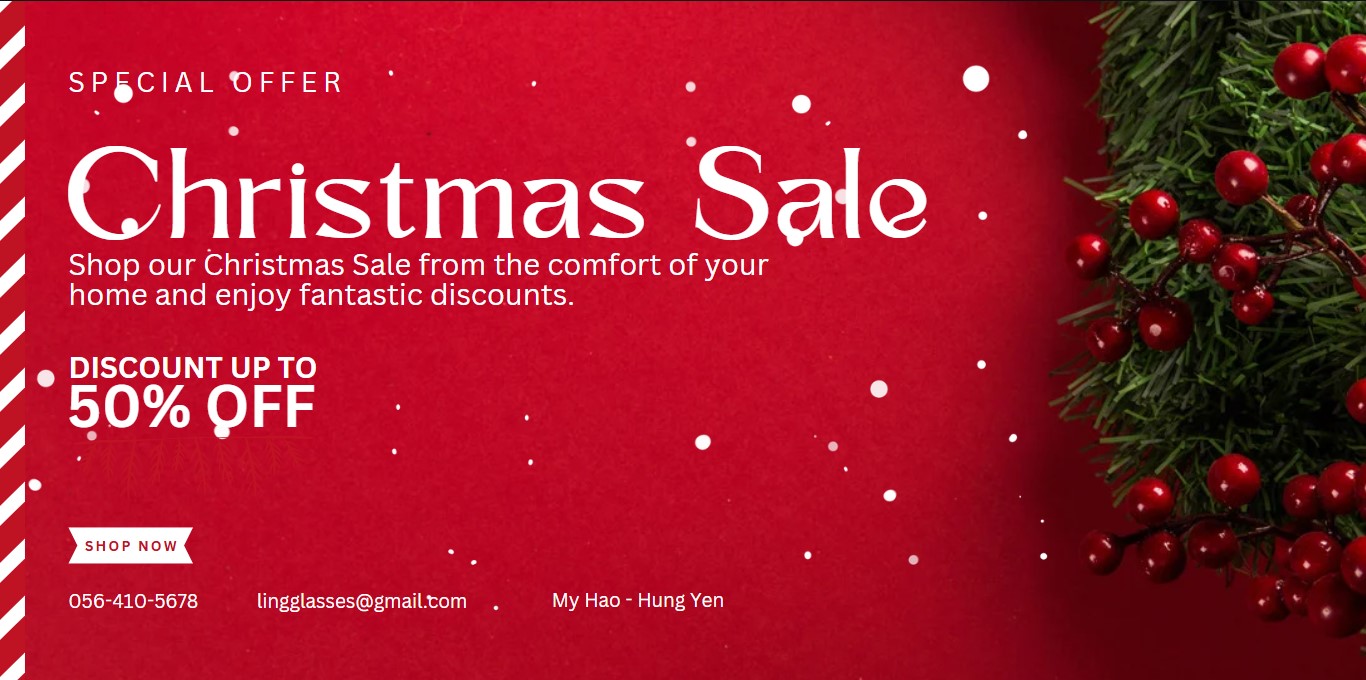 SPECIAL OFFER
Christmas Sale
Shop our Christmas Sale from the comfort of your
home and enjoy fantastic discounts.
DISCOUNT UP TO
50% OFF
SHOP NOW
056-410-5678 lingglasses@gmail.com My Hao - Hung Yen